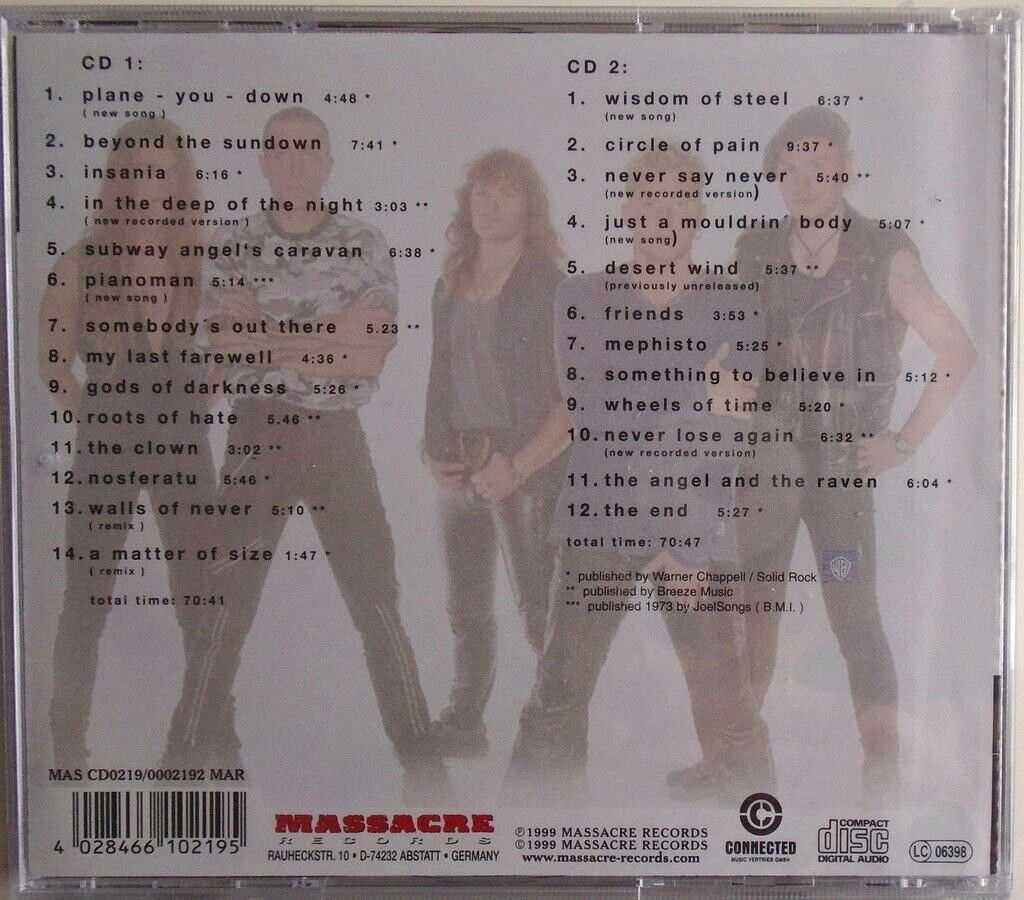 CD 1:
1. plane - you - down 4:48 *
( new song )
2. beyond the sundown 7:41 *
3. insania 6:16 *
4. in the deep of the night 3:03 **
( new recorded version )
5. subway angel's caravan 6:38 *
6. pianoman 5:14 ***
( new song )
7. somebody´s out there 5.23 **
8. my last farewell 4:36 *
9. gods of darkness 5:26 *
10. roots of hate 5.46 **
11. the clown 3:02 **
12. nosferatu 5:46 *
13. walls of never 5:10 **
( remix )
14. a matter of size 1:47 *
( remix )
total time: 70:41
CD 2:
1. wisdom of steel 6:37 *
(new song)
2. circle of pain 9:37 *
3. never say never 5:40 **
(new recorded version)
4. just a mouldrin´ body 5:07 *
(new song)
5. desert wind 5:37 **
(previously unreleased)
6. friends 3:53 *
7. mephisto 5:25 *
8. something to believe in 5:12 *
9. wheels of time 5:20 *
10. never lose again 6:32 **
(new recorded version)
11. the angel and the raven 6:04 *
12. the end 5:27 *
total time: 70:47
* published by Warner Chappell / Solid Rock
** published by Breeze Music
*** published 1973 by JoelSongs ( B.M.I. )
MAS CD0219/0002192 MAR
4 028466 102195
MASSACRE
RECORDS
RAUHECKSTR. 10 • D-74232 ABSTATT • GERMANY
℗1999 MASSACRE RECORDS
©1999 MASSACRE RECORDS
www.massacre-records.com
CONNECTED
MUSIC VERTRIEB GMBH
COMPACT
disc
DIGITAL AUDIO
LC 06398